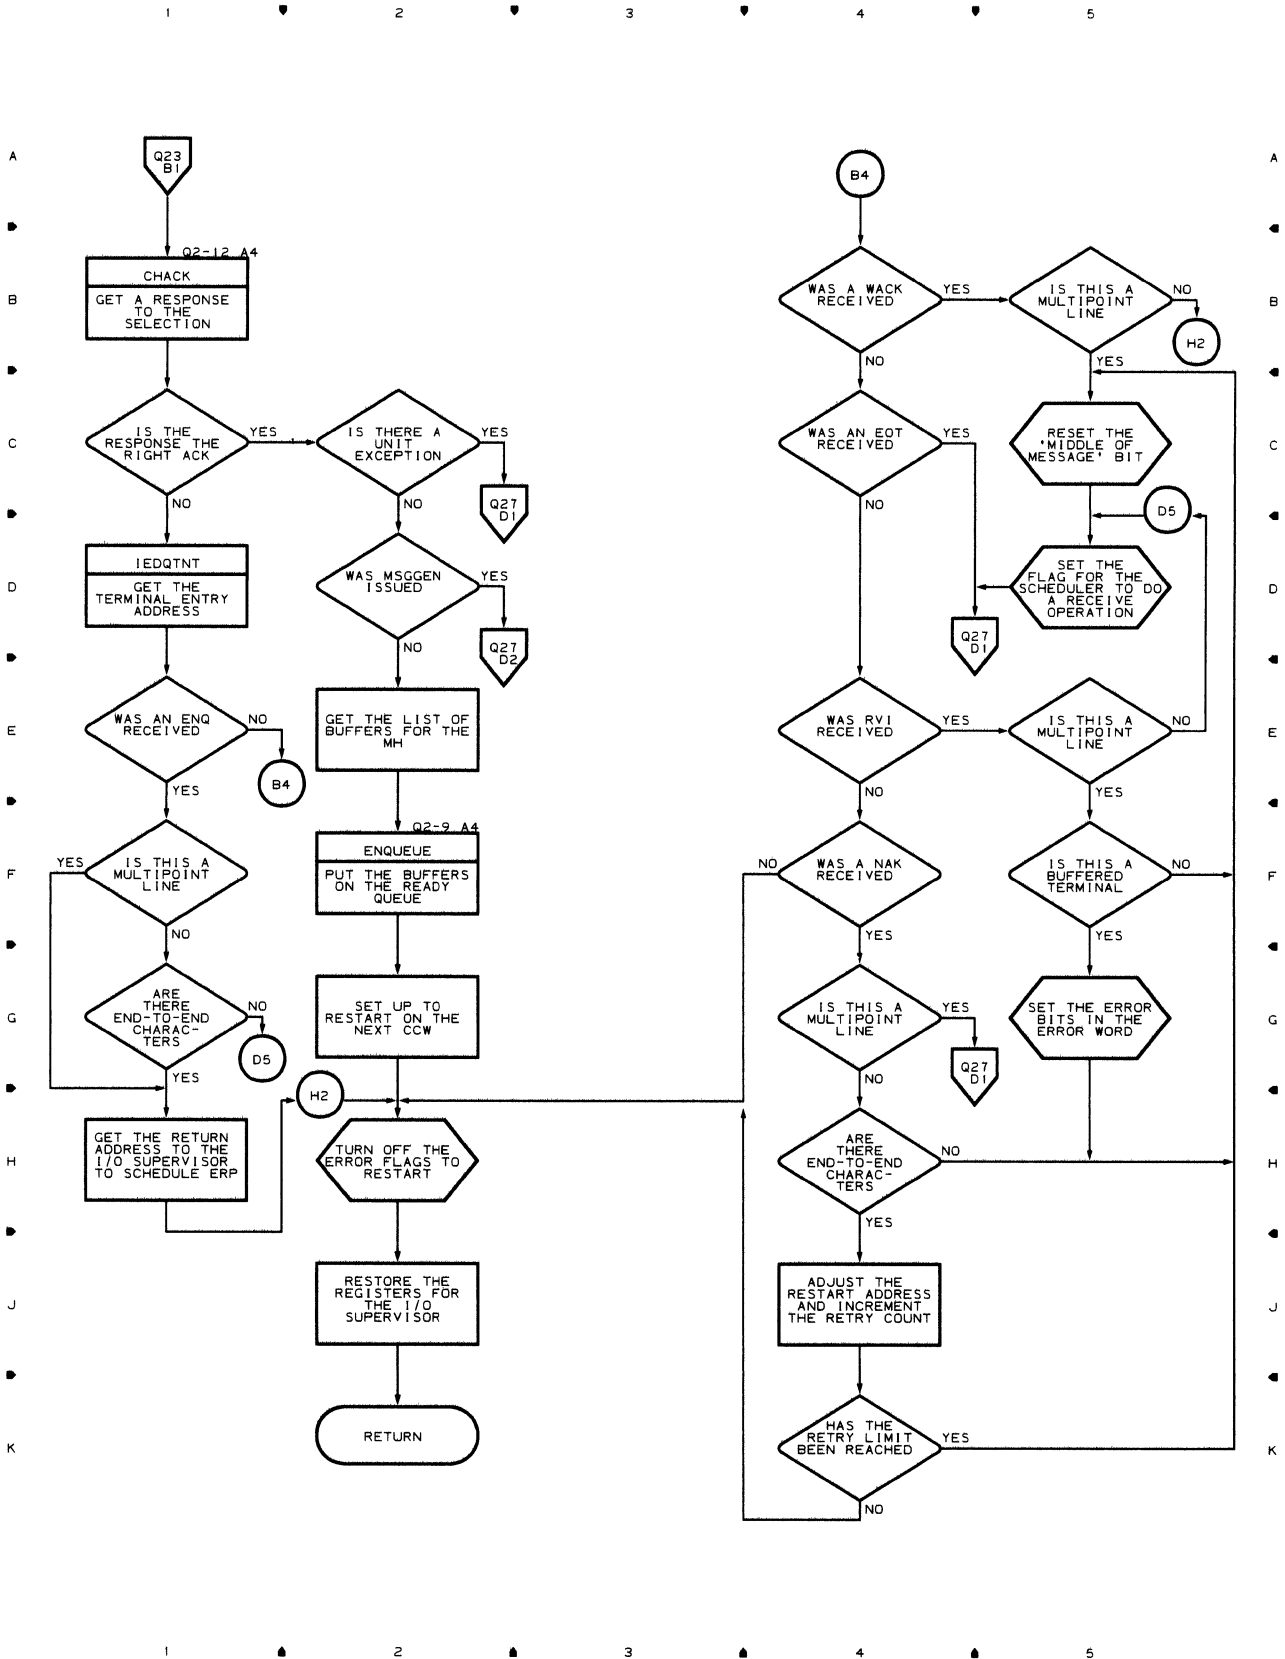 1 2 3 4 5
A
Q23
B1
B4
A
Q2-12 A4
CHACK
GET A RESPONSE
TO THE
SELECTION
B
WAS A WACK
RECEIVED
YES
NO
IS THIS A
MULTIPOINT
LINE
NO
H2
YES
B
C
IS THE
RESPONSE THE
RIGHT ACK
YES
NO
IS THERE A
UNIT
EXCEPTION
YES
Q27
D1
NO
WAS AN EOT
RECEIVED
YES
NO
RESET THE
'MIDDLE OF
MESSAGE' BIT
D5
C
D
IEDQTNT
GET THE
TERMINAL ENTRY
ADDRESS
WAS MSGGEN
ISSUED
YES
Q27
D2
NO
Q27
D1
SET THE
FLAG FOR THE
SCHEDULER TO DO
A RECEIVE
OPERATION
D
E
WAS AN ENQ
RECEIVED
NO
B4
YES
GET THE LIST OF
BUFFERS FOR THE
MH
WAS RVI
RECEIVED
YES
NO
IS THIS A
MULTIPOINT
LINE
NO
YES
E
F
YES
IS THIS A
MULTIPOINT
LINE
NO
Q2-9 A4
ENQUEUE
PUT THE BUFFERS
ON THE READY
QUEUE
NO
WAS A NAK
RECEIVED
YES
IS THIS A
BUFFERED
TERMINAL
NO
YES
F
G
ARE
THERE
END-TO-END
CHARAC-
TERS
NO
D5
YES
SET UP TO
RESTART ON THE
NEXT CCW
IS THIS A
MULTIPOINT
LINE
YES
Q27
D1
NO
SET THE ERROR
BITS IN THE
ERROR WORD
G
H
GET THE RETURN
ADDRESS TO THE
I/O SUPERVISOR
TO SCHEDULE ERP
H2
TURN OFF THE
ERROR FLAGS TO
RESTART
ARE
THERE
END-TO-END
CHARAC-
TERS
NO
YES
H
J
RESTORE THE
REGISTERS FOR
THE I/O
SUPERVISOR
ADJUST THE
RESTART ADDRESS
AND INCREMENT
THE RETRY COUNT
J
K
RETURN
HAS THE
RETRY LIMIT
BEEN REACHED
YES
NO
K
1 2 3 4 5